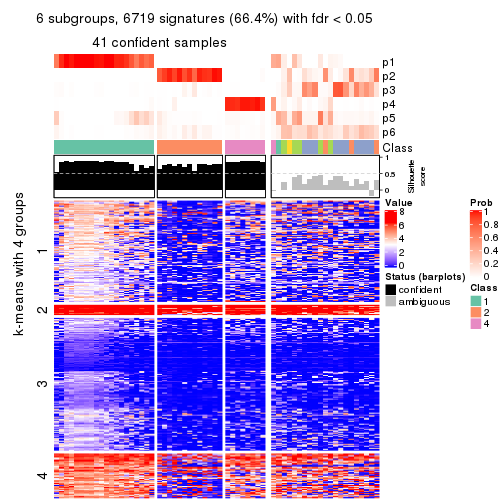 6 subgroups, 6719 signatures (66.4%) with fdr < 0.05
41 confident samples
p1
p2
p3
p4
p5
p6
Class
1
0.5
0
Silhouette
score
k-means with 4 groups
1
2
3
4
Value
8
6
4
2
0
Status (barplots)
confident
ambiguous
Prob
1
0.8
0.6
0.4
0.2
0
Class
1
2
4